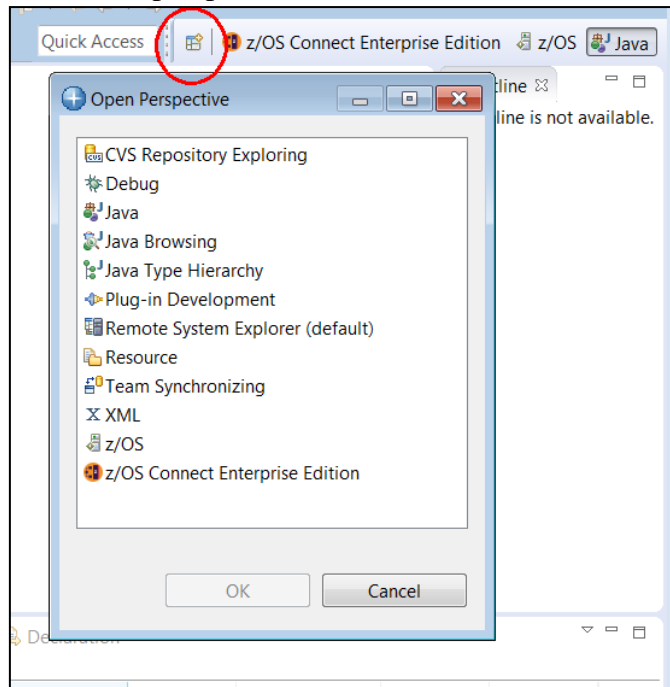 Quick Access
z/OS Connect Enterprise Edition
z/OS
Java
Open Perspective
tline
line is not available.
CVS Repository Exploring
Debug
Java
Java Browsing
Java Type Hierarchy
Plug-in Development
Remote System Explorer (default)
Resource
Team Synchronizing
XML
z/OS
z/OS Connect Enterprise Edition
OK
Cancel